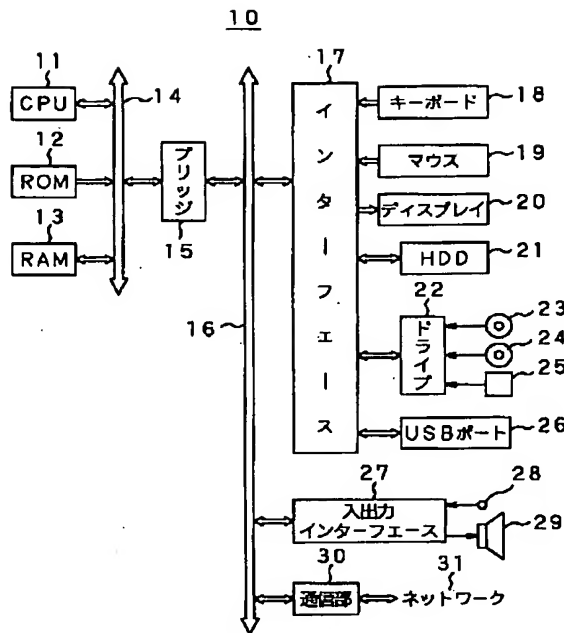 10
11
CPU
12
ROM
13
RAM
14
ブリッジ
15
16
17
インターフェース
キーボード
18
マウス
19
ディスプレイ
20
HDD
21
22
ドライブ
23
24
25
USBポート
26
27
入出力
インターフェース
28
29
30
通信部
31
ネットワーク